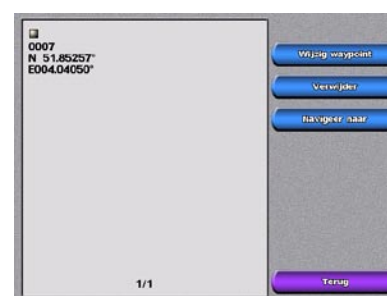 0007
N 51.85257°
E004.04050°
1/1
Wijzig waypoint
Verwijder
Navigeer naar
Terug